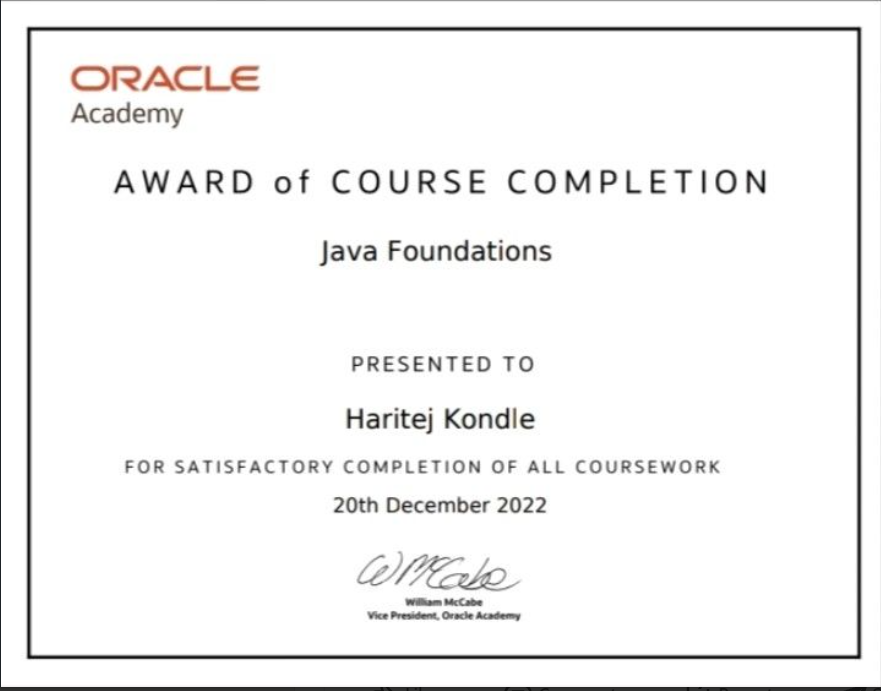 ORACLE
Academy
AWARD of COURSE COMPLETION
Java Foundations
PRESENTED TO
Haritej Kondle
FOR SATISFACTORY COMPLETION OF ALL COURSEWORK
20th December 2022
WMcCabe
William McCabe
Vice President, Oracle Academy